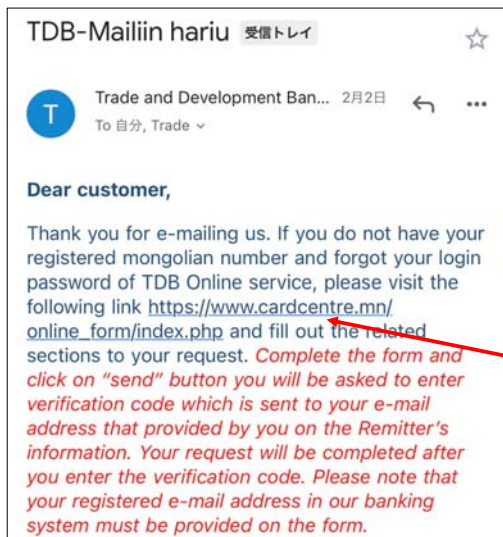 TDB-Mailiin hariu 受信トレイ
T
Trade and Development Ban... 2月2日
To 自分, Trade
Dear customer,
Thank you for e-mailing us. If you do not have your
registered mongolian number and forgot your login
password of TDB Online service, please visit the
following link https://www.cardcentre.mn/
online_form/index.php and fill out the related
sections to your request. Complete the form and
click on “send” button you will be asked to enter
verification code which is sent to your e-mail
address that provided by you on the Remitter's
information. Your request will be completed after
you enter the verification code. Please note that
your registered e-mail address in our banking
system must be provided on the form.